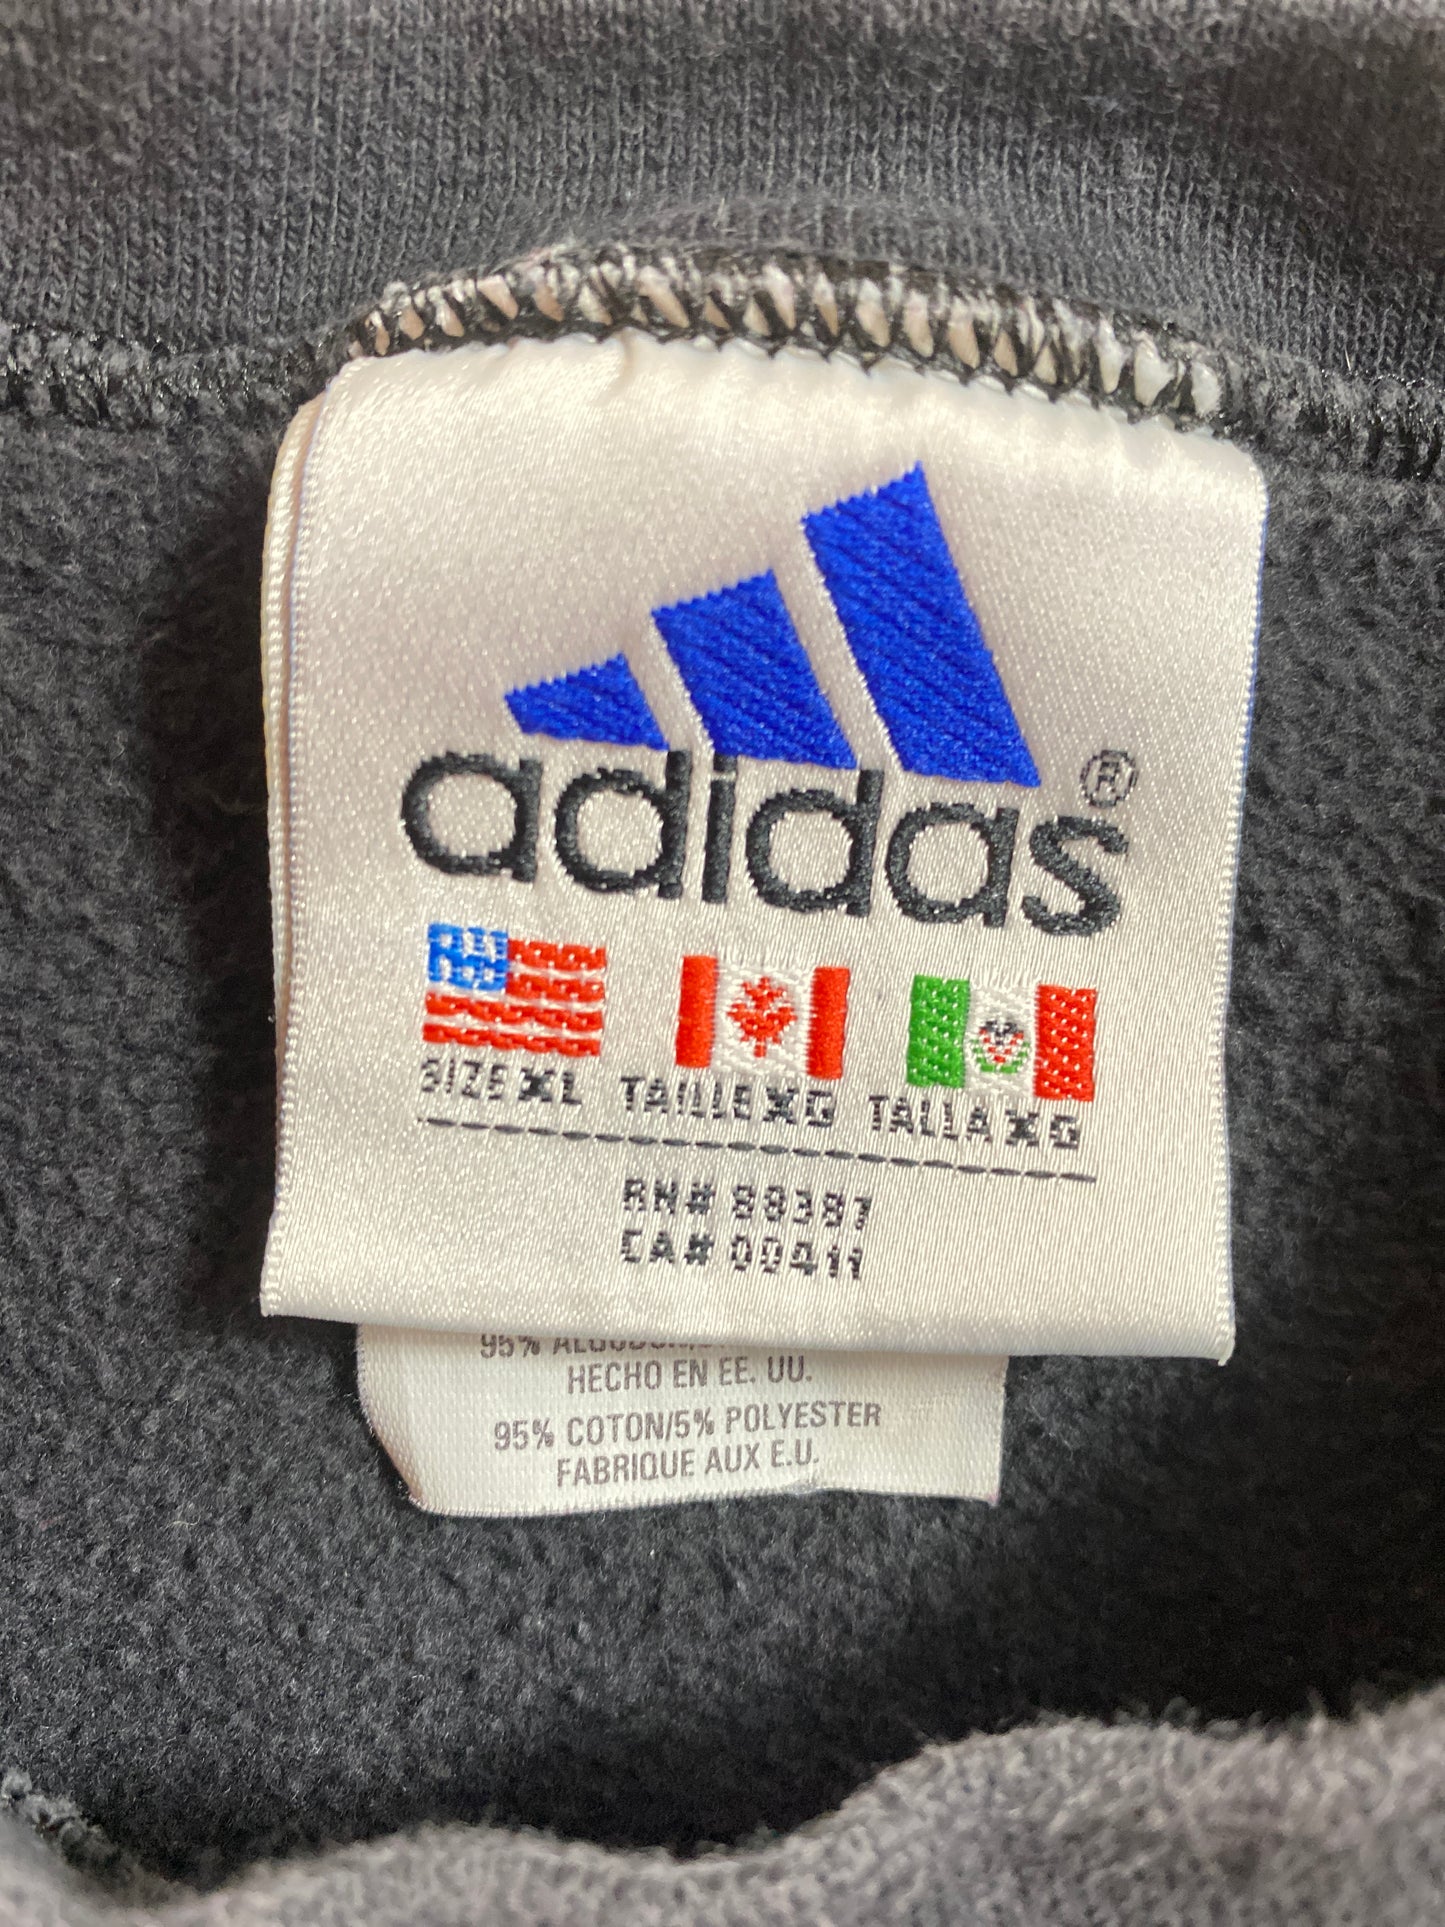 adidas®
SIZE XL TAILLE XG TALLA XG
RN# 88387
CA# 00411
95%
HECHO EN EE. UU.
95% COTON/5% POLYESTER
FABRIQUE AUX E.U.